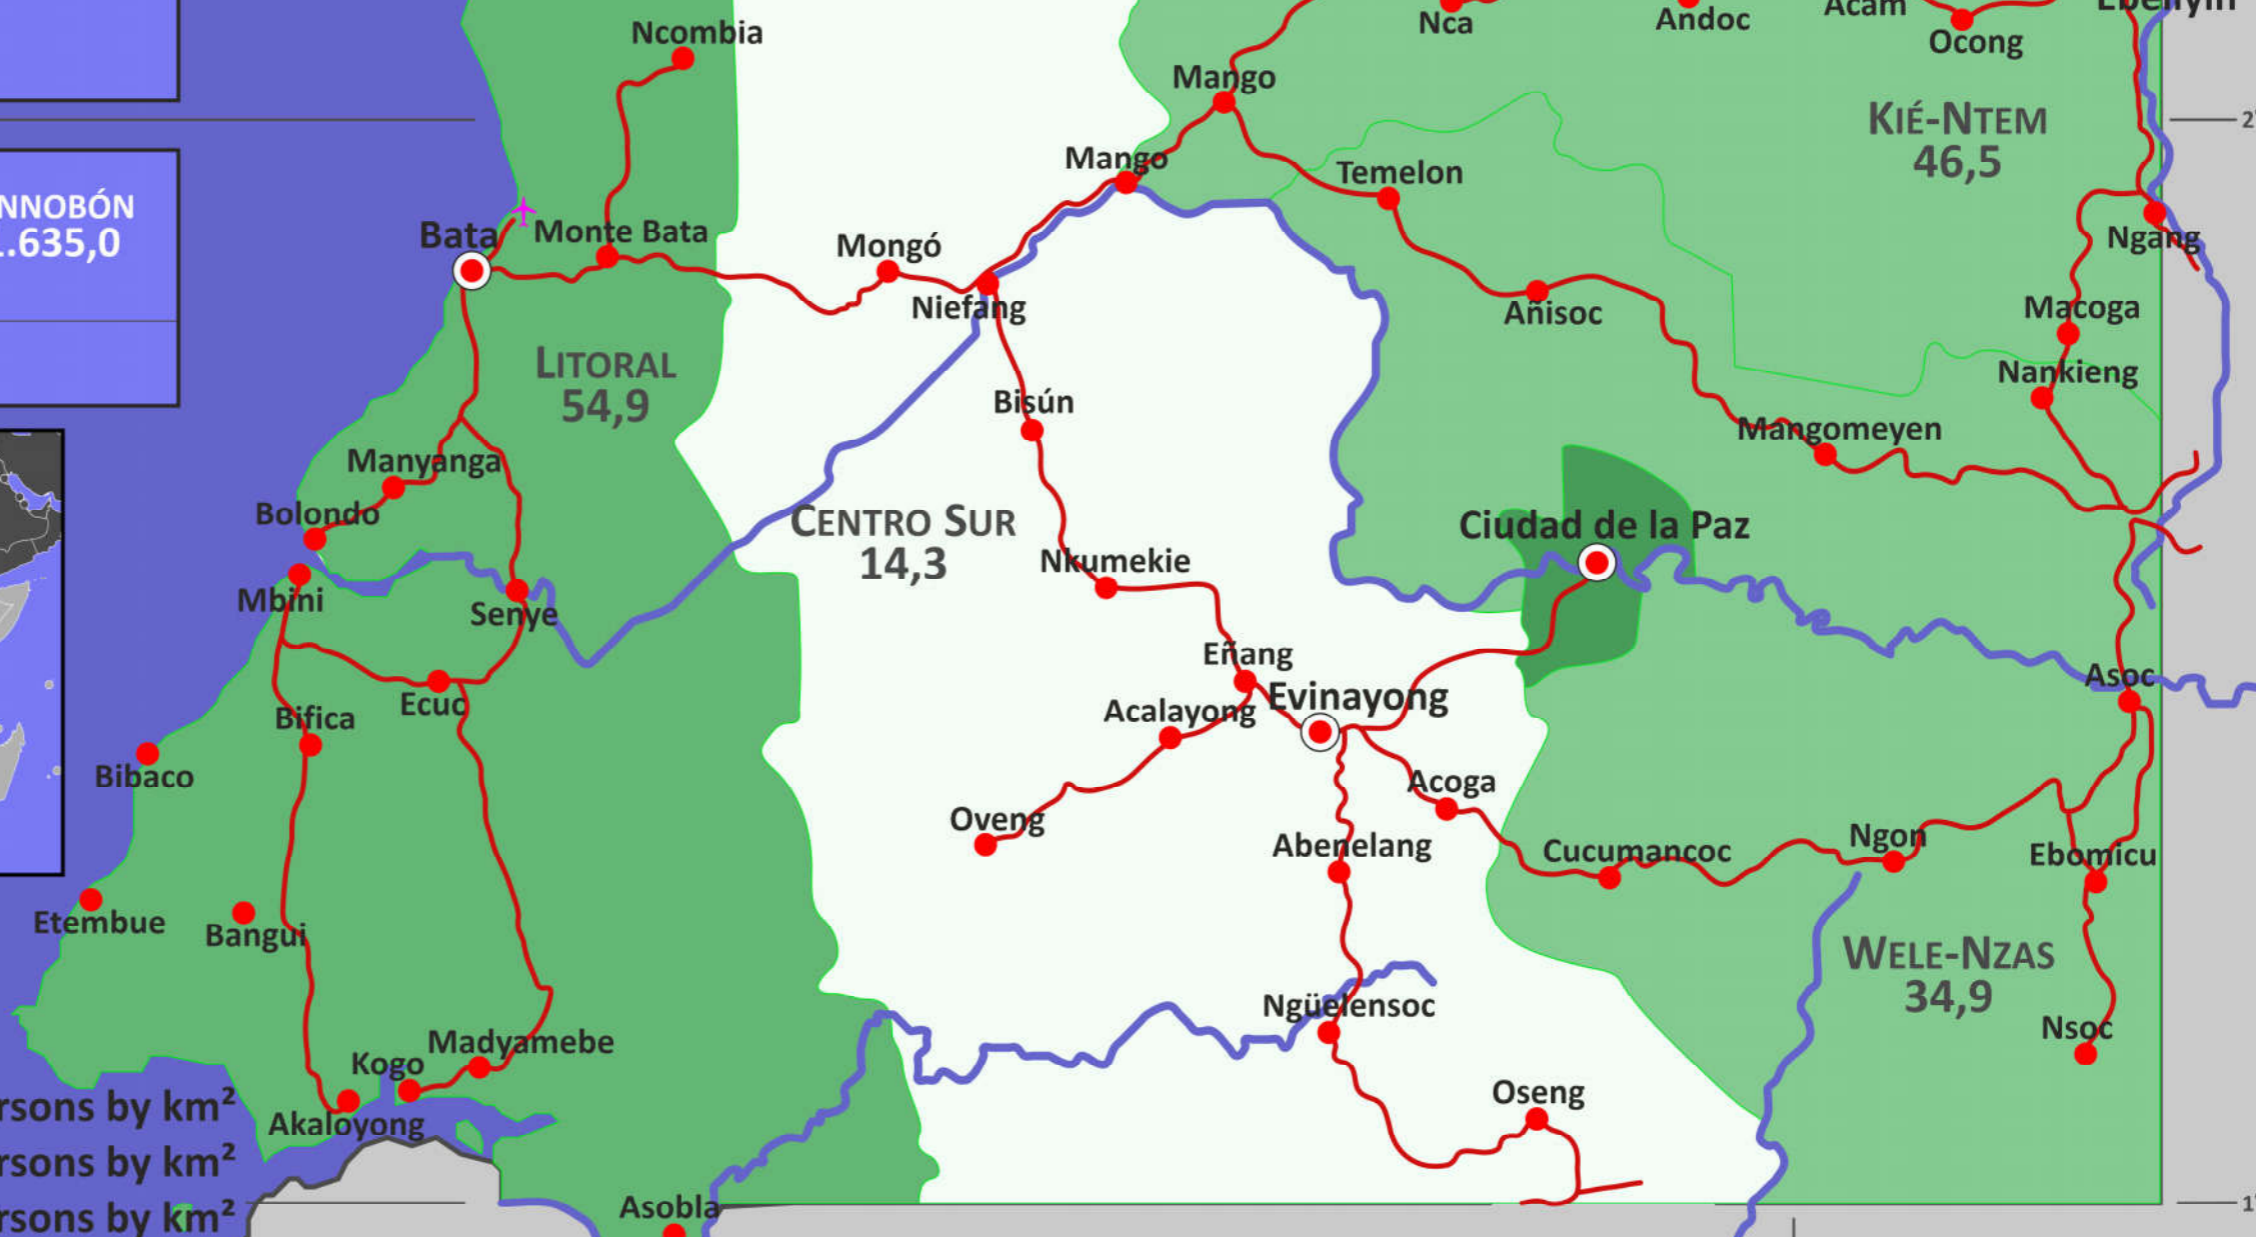 Ncombia
Nca
Andoc
Acam
Ocong
Mango
KIÉ-NTEM
46,5
2°
Mango
Temelon
NNOBÓN
1.635,0
Bata
Monte Bata
Mongó
Ngang
Niefang
Añisoc
Macoga
LITORAL
54,9
Nankieng
Bisún
Mangomeyen
Manyanga
Bolondo
CENTRO SUR
14,3
Ciudad de la Paz
Nkumekie
Mbini
Senye
Eñang
Asoc
Ecuc
Evinayong
Acalayong
Bifica
Bibaco
Acoga
Oveng
Abenelang
Cucumancoc
Ngon
Ebomicu
Etembue
Bangui
WELE-NZAS
34,9
Ngüelensoc
Nsoc
Madyamebe
Kogo
Oseng
rsons by km²
Akaloyong
rsons by km²
Asobla
rsons by km²